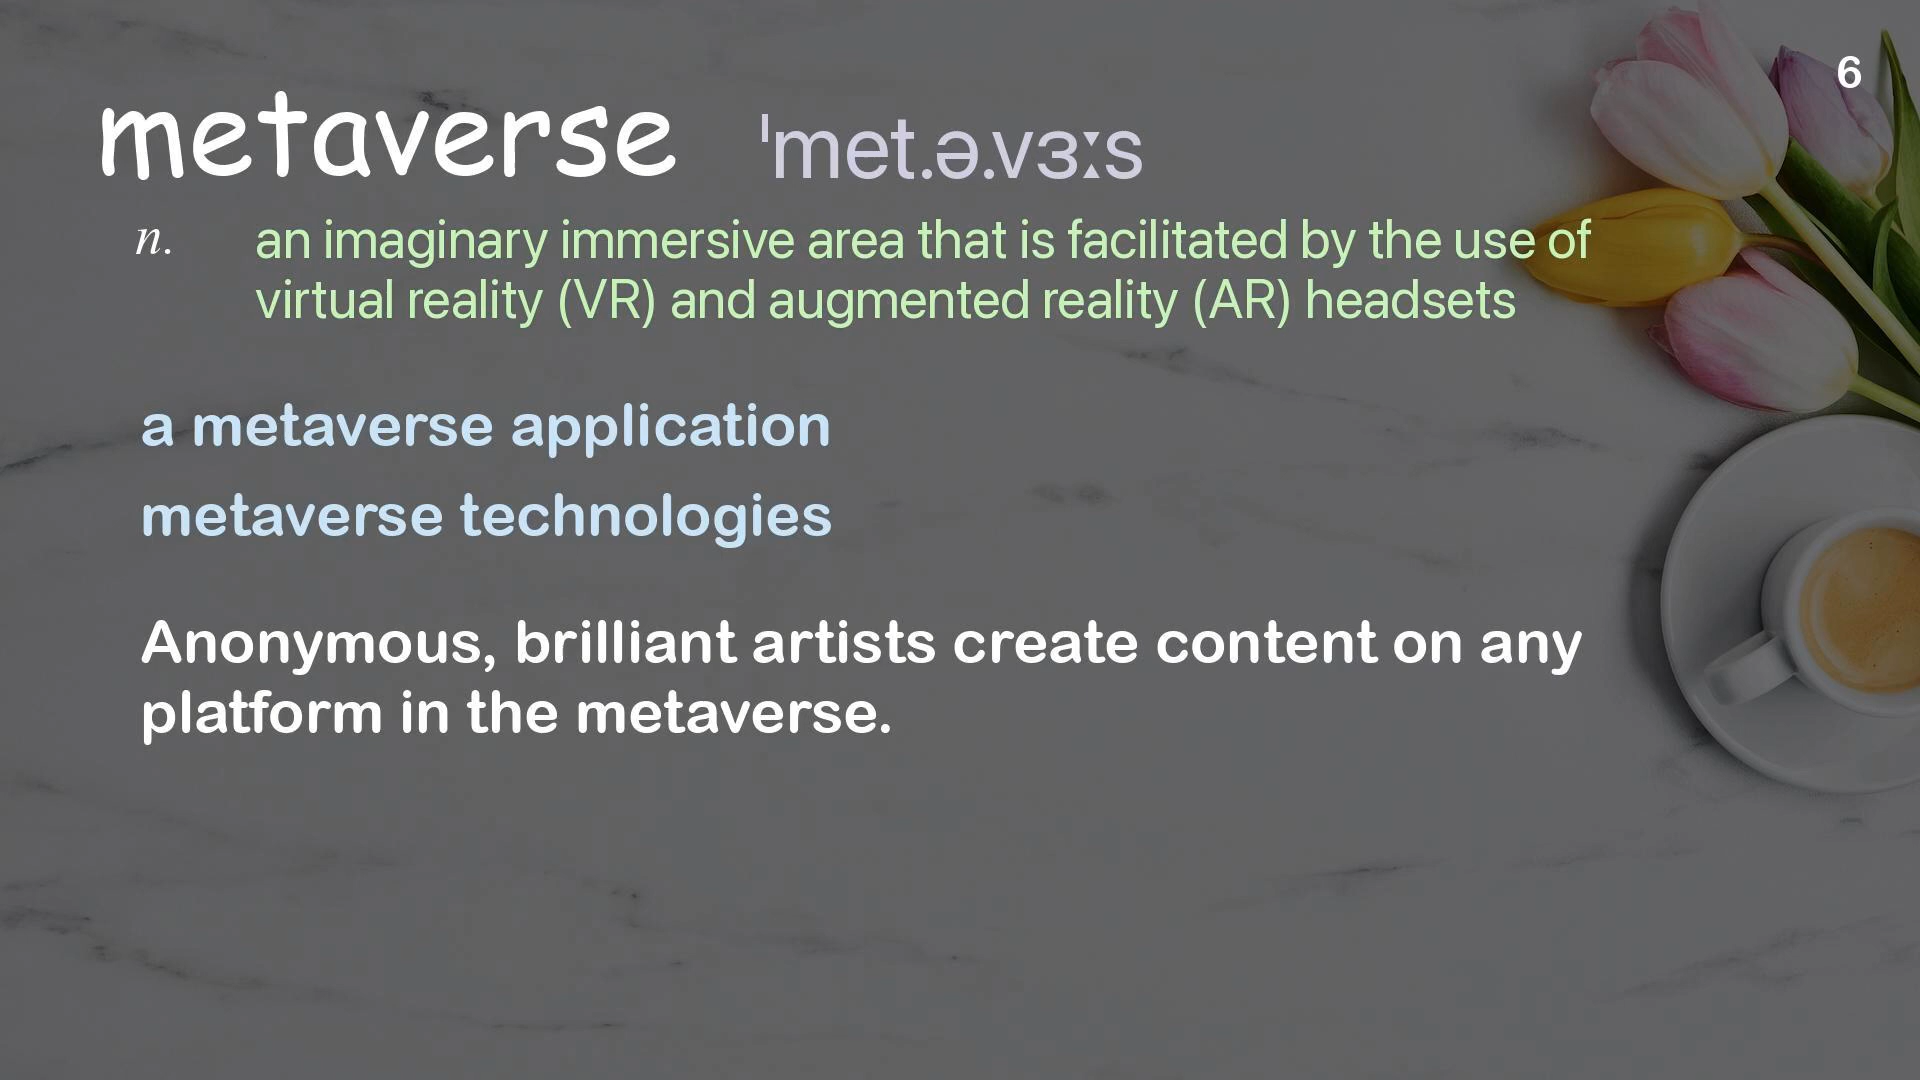 6
metaverse ˈmet.ə.vɜːs
n. an imaginary immersive area that is facilitated by the use of
virtual reality (VR) and augmented reality (AR) headsets
a metaverse application
metaverse technologies
Anonymous, brilliant artists create content on any
platform in the metaverse.